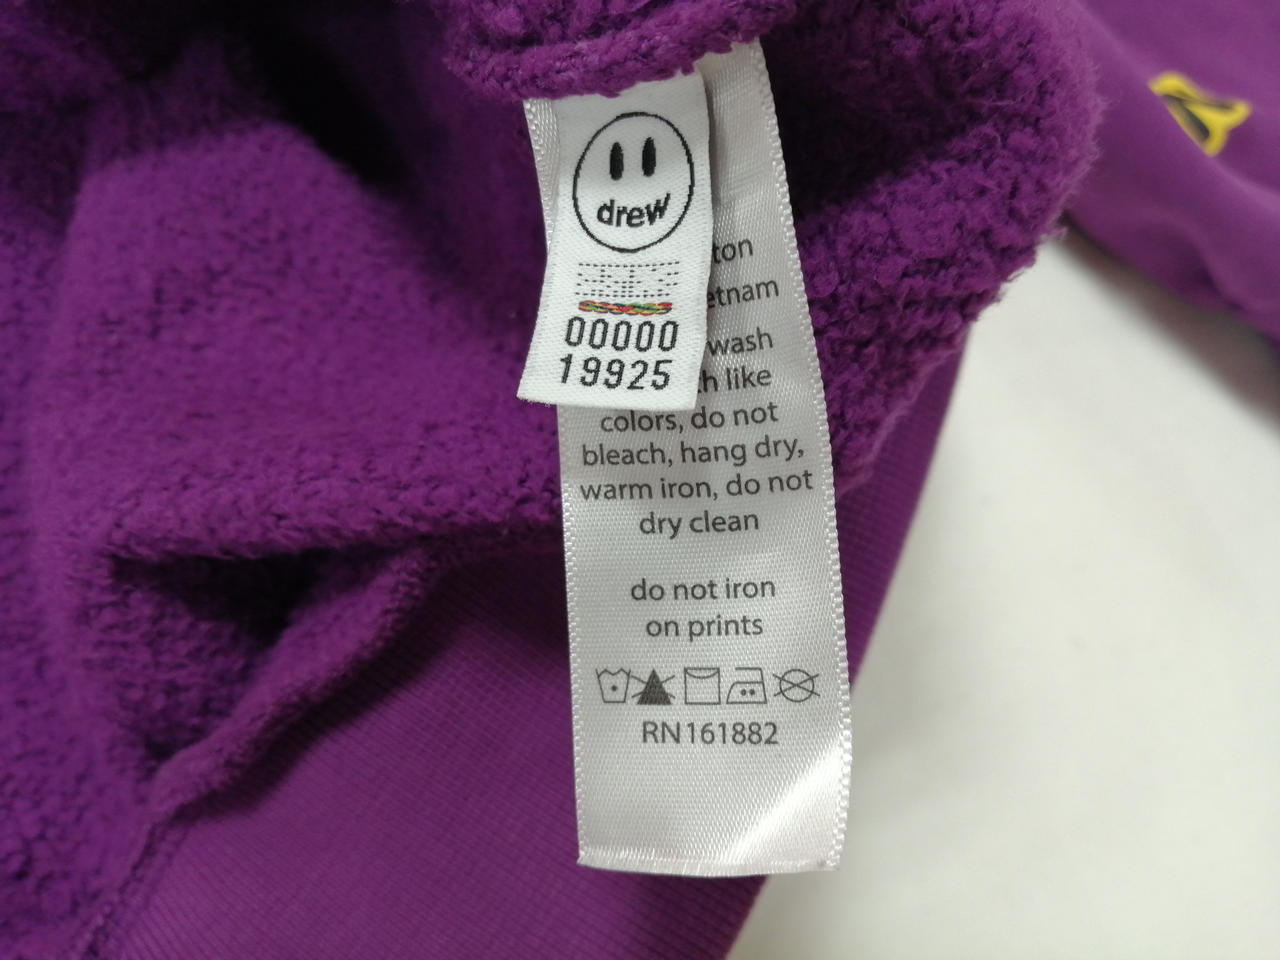 drew
00000
19925
ton
etnam
wash
h like
colors, do not
bleach, hang dry,
warm iron, do not
dry clean
do not iron
on prints
RN161882